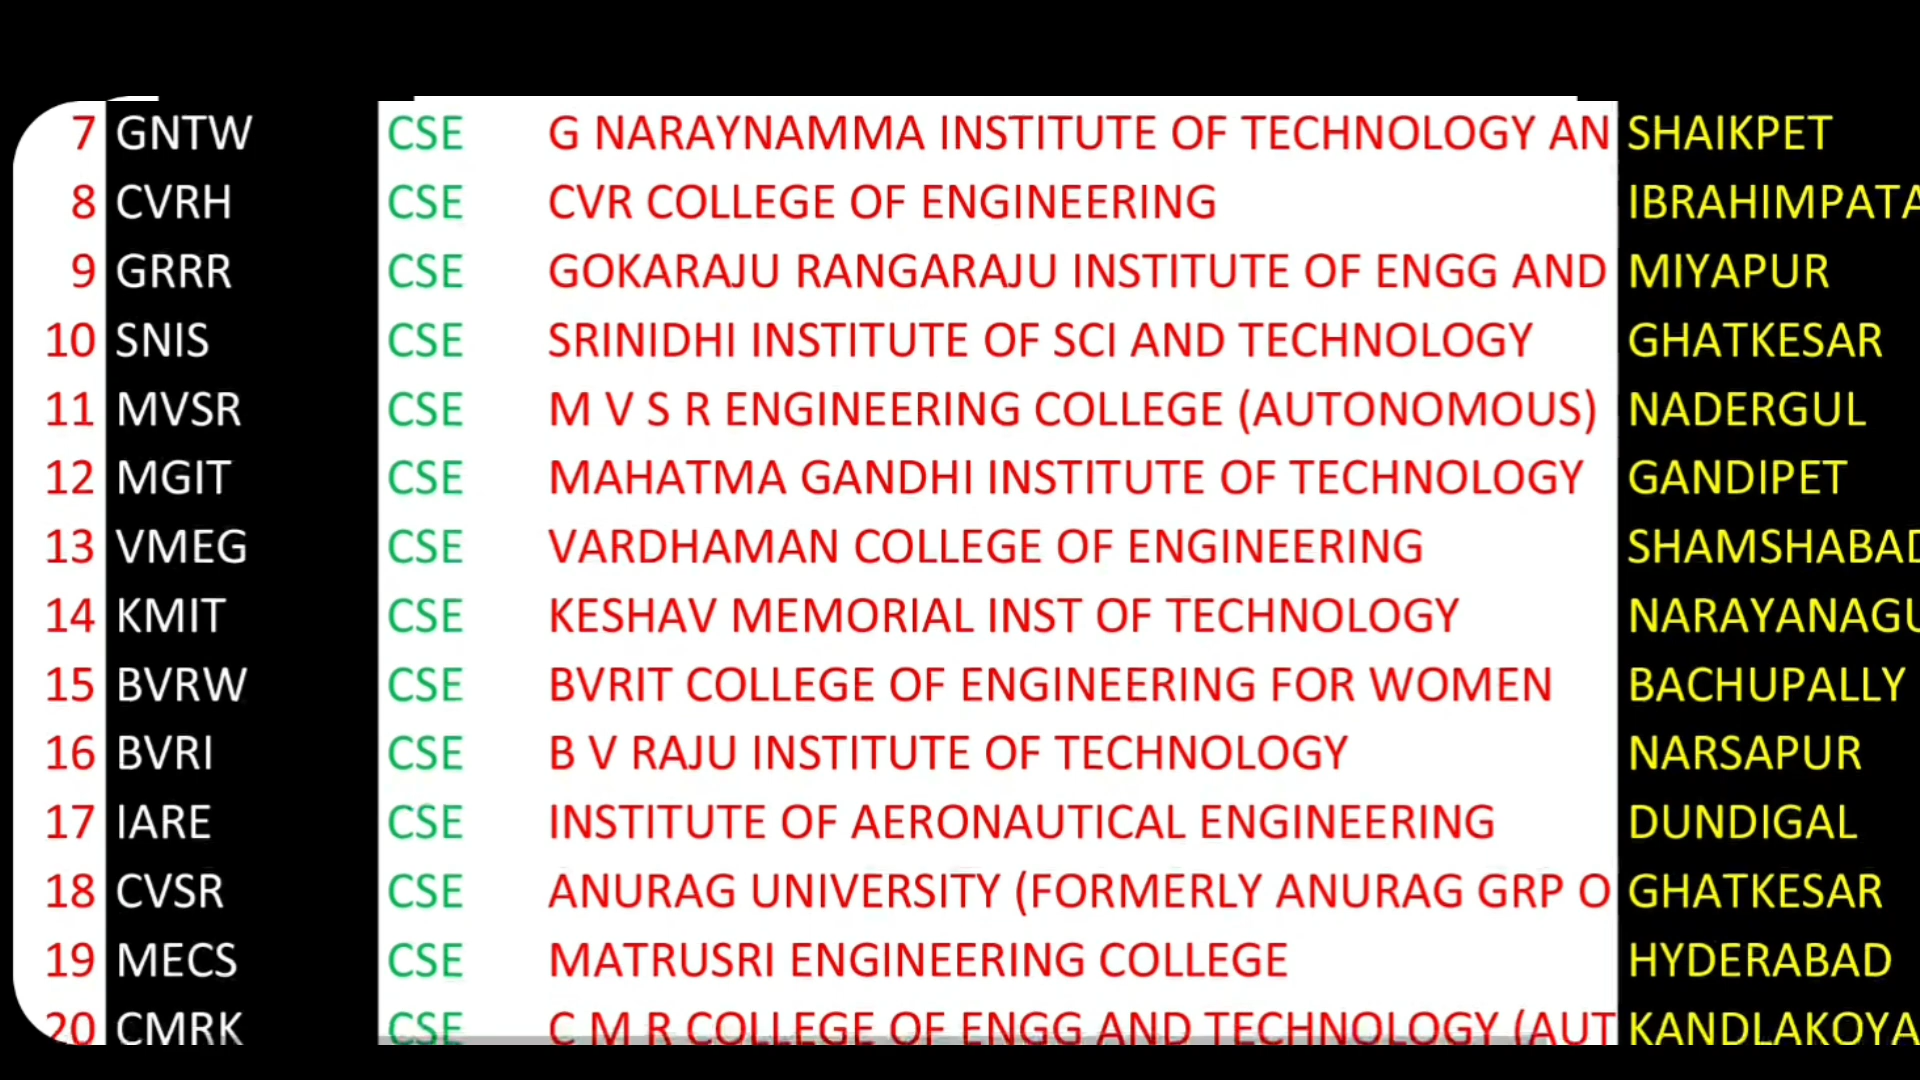 7 GNTW CSE G NARAYNAMMA INSTITUTE OF TECHNOLOGY AN SHAIKPET
8 CVRH CSE CVR COLLEGE OF ENGINEERING IBRAHIMPATA
9 GRRR CSE GOKARAJU RANGARAJU INSTITUTE OF ENGG AND MIYAPUR
10 SNIS CSE SRINIDHI INSTITUTE OF SCI AND TECHNOLOGY GHATKESAR
11 MVSR CSE M V S R ENGINEERING COLLEGE (AUTONOMOUS) NADERGUL
12 MGIT CSE MAHATMA GANDHI INSTITUTE OF TECHNOLOGY GANDIPET
13 VMEG CSE VARDHAMAN COLLEGE OF ENGINEERING SHAMSHABAD
14 KMIT CSE KESHAV MEMORIAL INST OF TECHNOLOGY NARAYANAGU
15 BVRW CSE BVRIT COLLEGE OF ENGINEERING FOR WOMEN BACHUPALLY
16 BVRI CSE B V RAJU INSTITUTE OF TECHNOLOGY NARSAPUR
17 IARE CSE INSTITUTE OF AERONAUTICAL ENGINEERING DUNDIGAL
18 CVSR CSE ANURAG UNIVERSITY (FORMERLY ANURAG GRP O GHATKESAR
19 MECS CSE MATRUSRI ENGINEERING COLLEGE HYDERABAD
20 CMRK CSE C M R COLLEGE OF ENGG AND TECHNOLOGY (AUT KANDLAKOYA